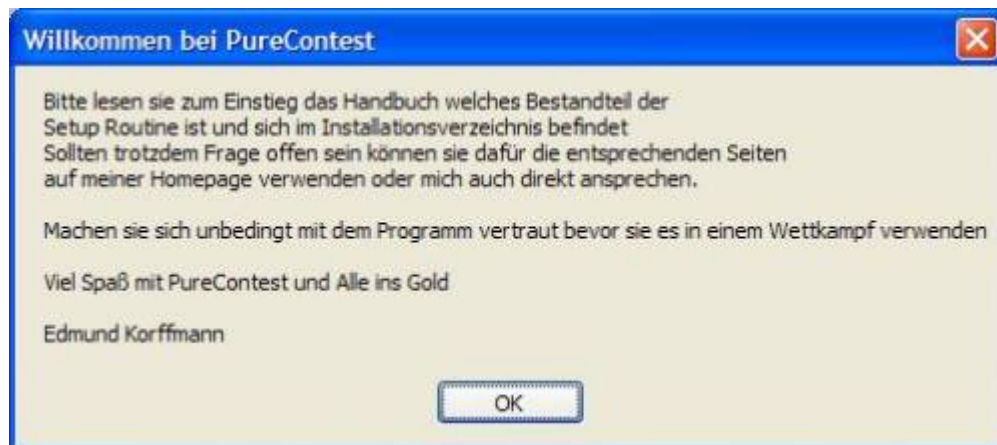 Willkommen bei PureContest
Bitte lesen sie zum Einstieg das Handbuch welches Bestandteil der
Setup Routine ist und sich im Installationsverzeichnis befindet
Sollten trotzdem Frage offen sein können sie dafür die entsprechenden Seiten
auf meiner Homepage verwenden oder mich auch direkt ansprechen.
Machen sie sich unbedingt mit dem Programm vertraut bevor sie es in einem Wettkampf verwenden
Viel Spaß mit PureContest und Alle ins Gold
Edmund Korffmann
OK